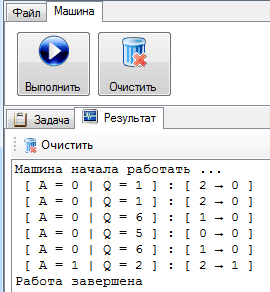 Файл Машина
Выполнить Очистить
Задача Результат
Очистить
Машина начала работать ...
[ A = 0 | Q = 1 ] : [ 2 → 0 ]
[ A = 0 | Q = 1 ] : [ 2 → 0 ]
[ A = 0 | Q = 6 ] : [ 1 → 0 ]
[ A = 0 | Q = 5 ] : [ 0 → 0 ]
[ A = 0 | Q = 6 ] : [ 1 → 0 ]
[ A = 1 | Q = 2 ] : [ 2 → 1 ]
Работа завершена